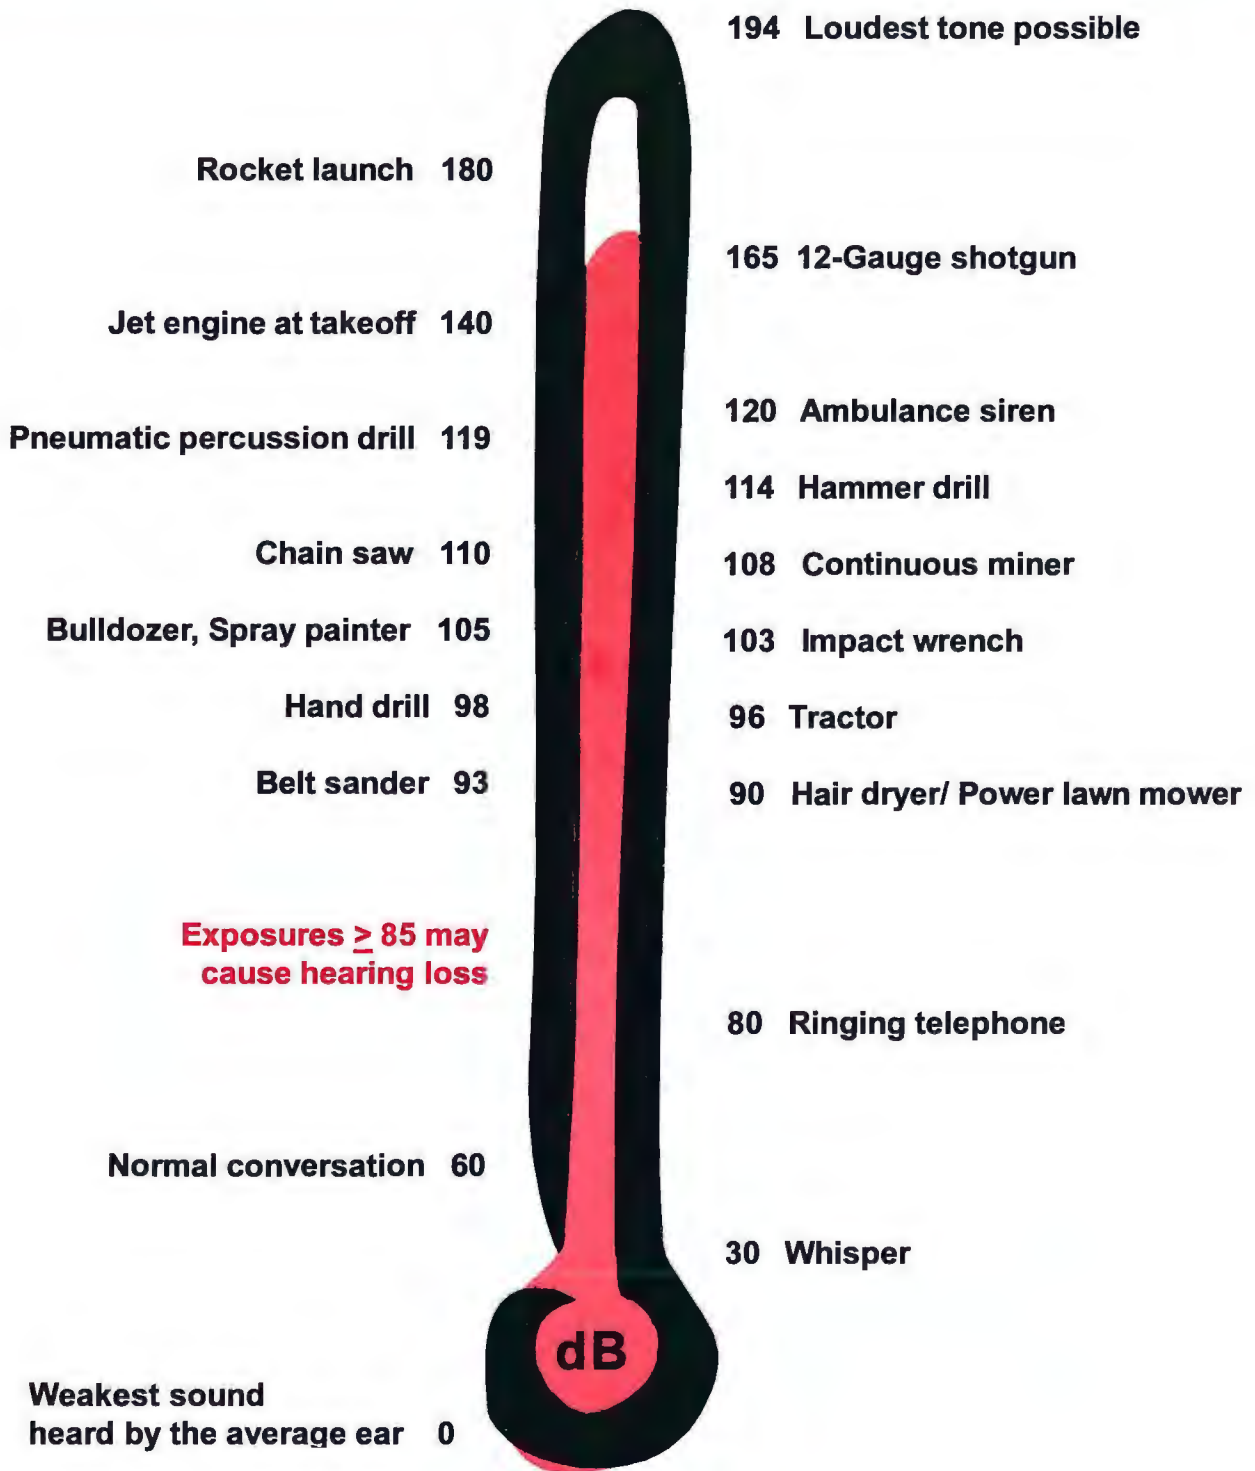 194 Loudest tone possible
Rocket launch 180
165 12-Gauge shotgun
Jet engine at takeoff 140
120 Ambulance siren
Pneumatic percussion drill 119
114 Hammer drill
Chain saw 110
108 Continuous miner
Bulldozer, Spray painter 105
103 Impact wrench
Hand drill 98
96 Tractor
Belt sander 93
90 Hair dryer/ Power lawn mower
Exposures ≥ 85 may
cause hearing loss
80 Ringing telephone
Normal conversation 60
30 Whisper
dB
Weakest sound
heard by the average ear 0